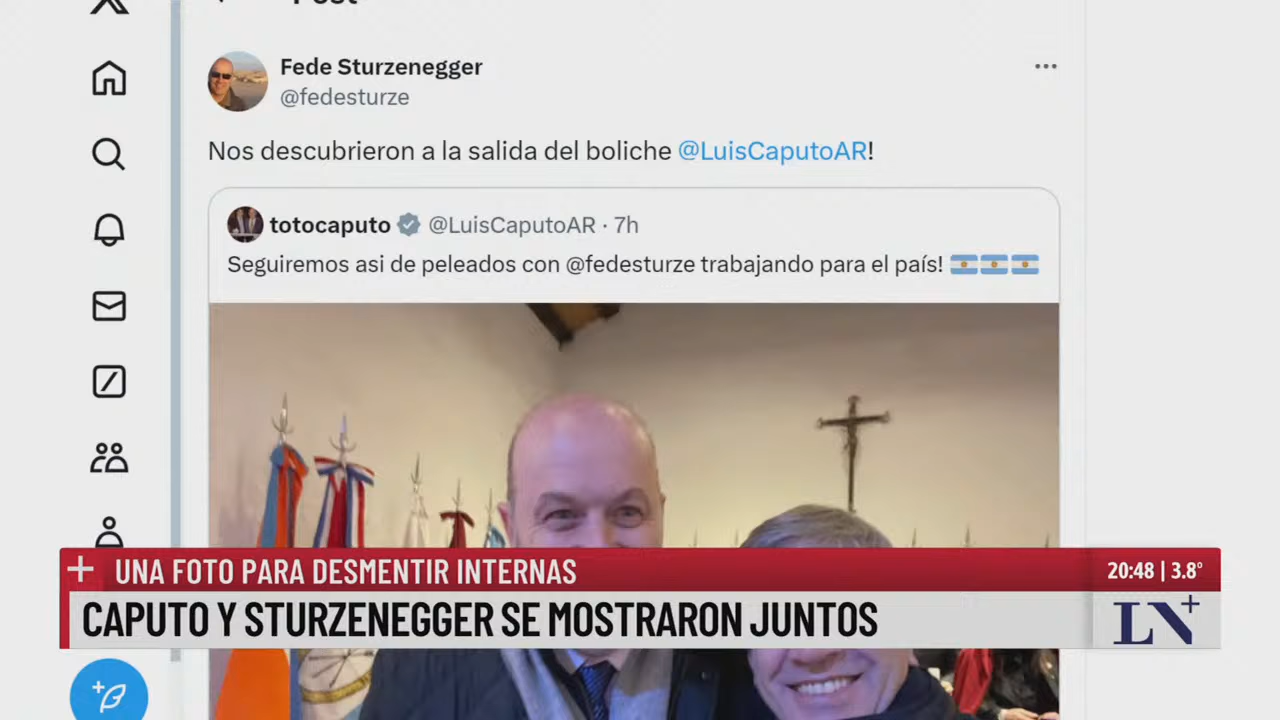 Post
Fede Sturzenegger
@fedesturze
Nos descubrieron a la salida del boliche @LuisCaputoAR!
totocaputo @LuisCaputoAR · 7h
Seguiremos asi de peleados con @fedesturze trabajando para el país!
+ UNA FOTO PARA DESMENTIR INTERNAS
20:48 | 3.8°
CAPUTO Y STURZENEGGER SE MOSTRARON JUNTOS
LN+